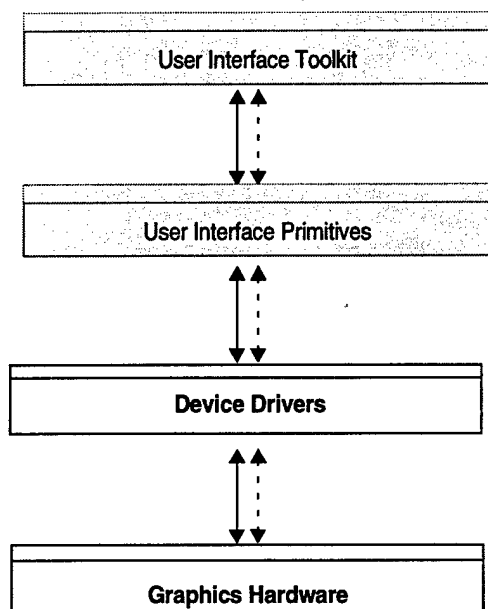 User Interface Toolkit
User Interface Primitives
Device Drivers
Graphics Hardware